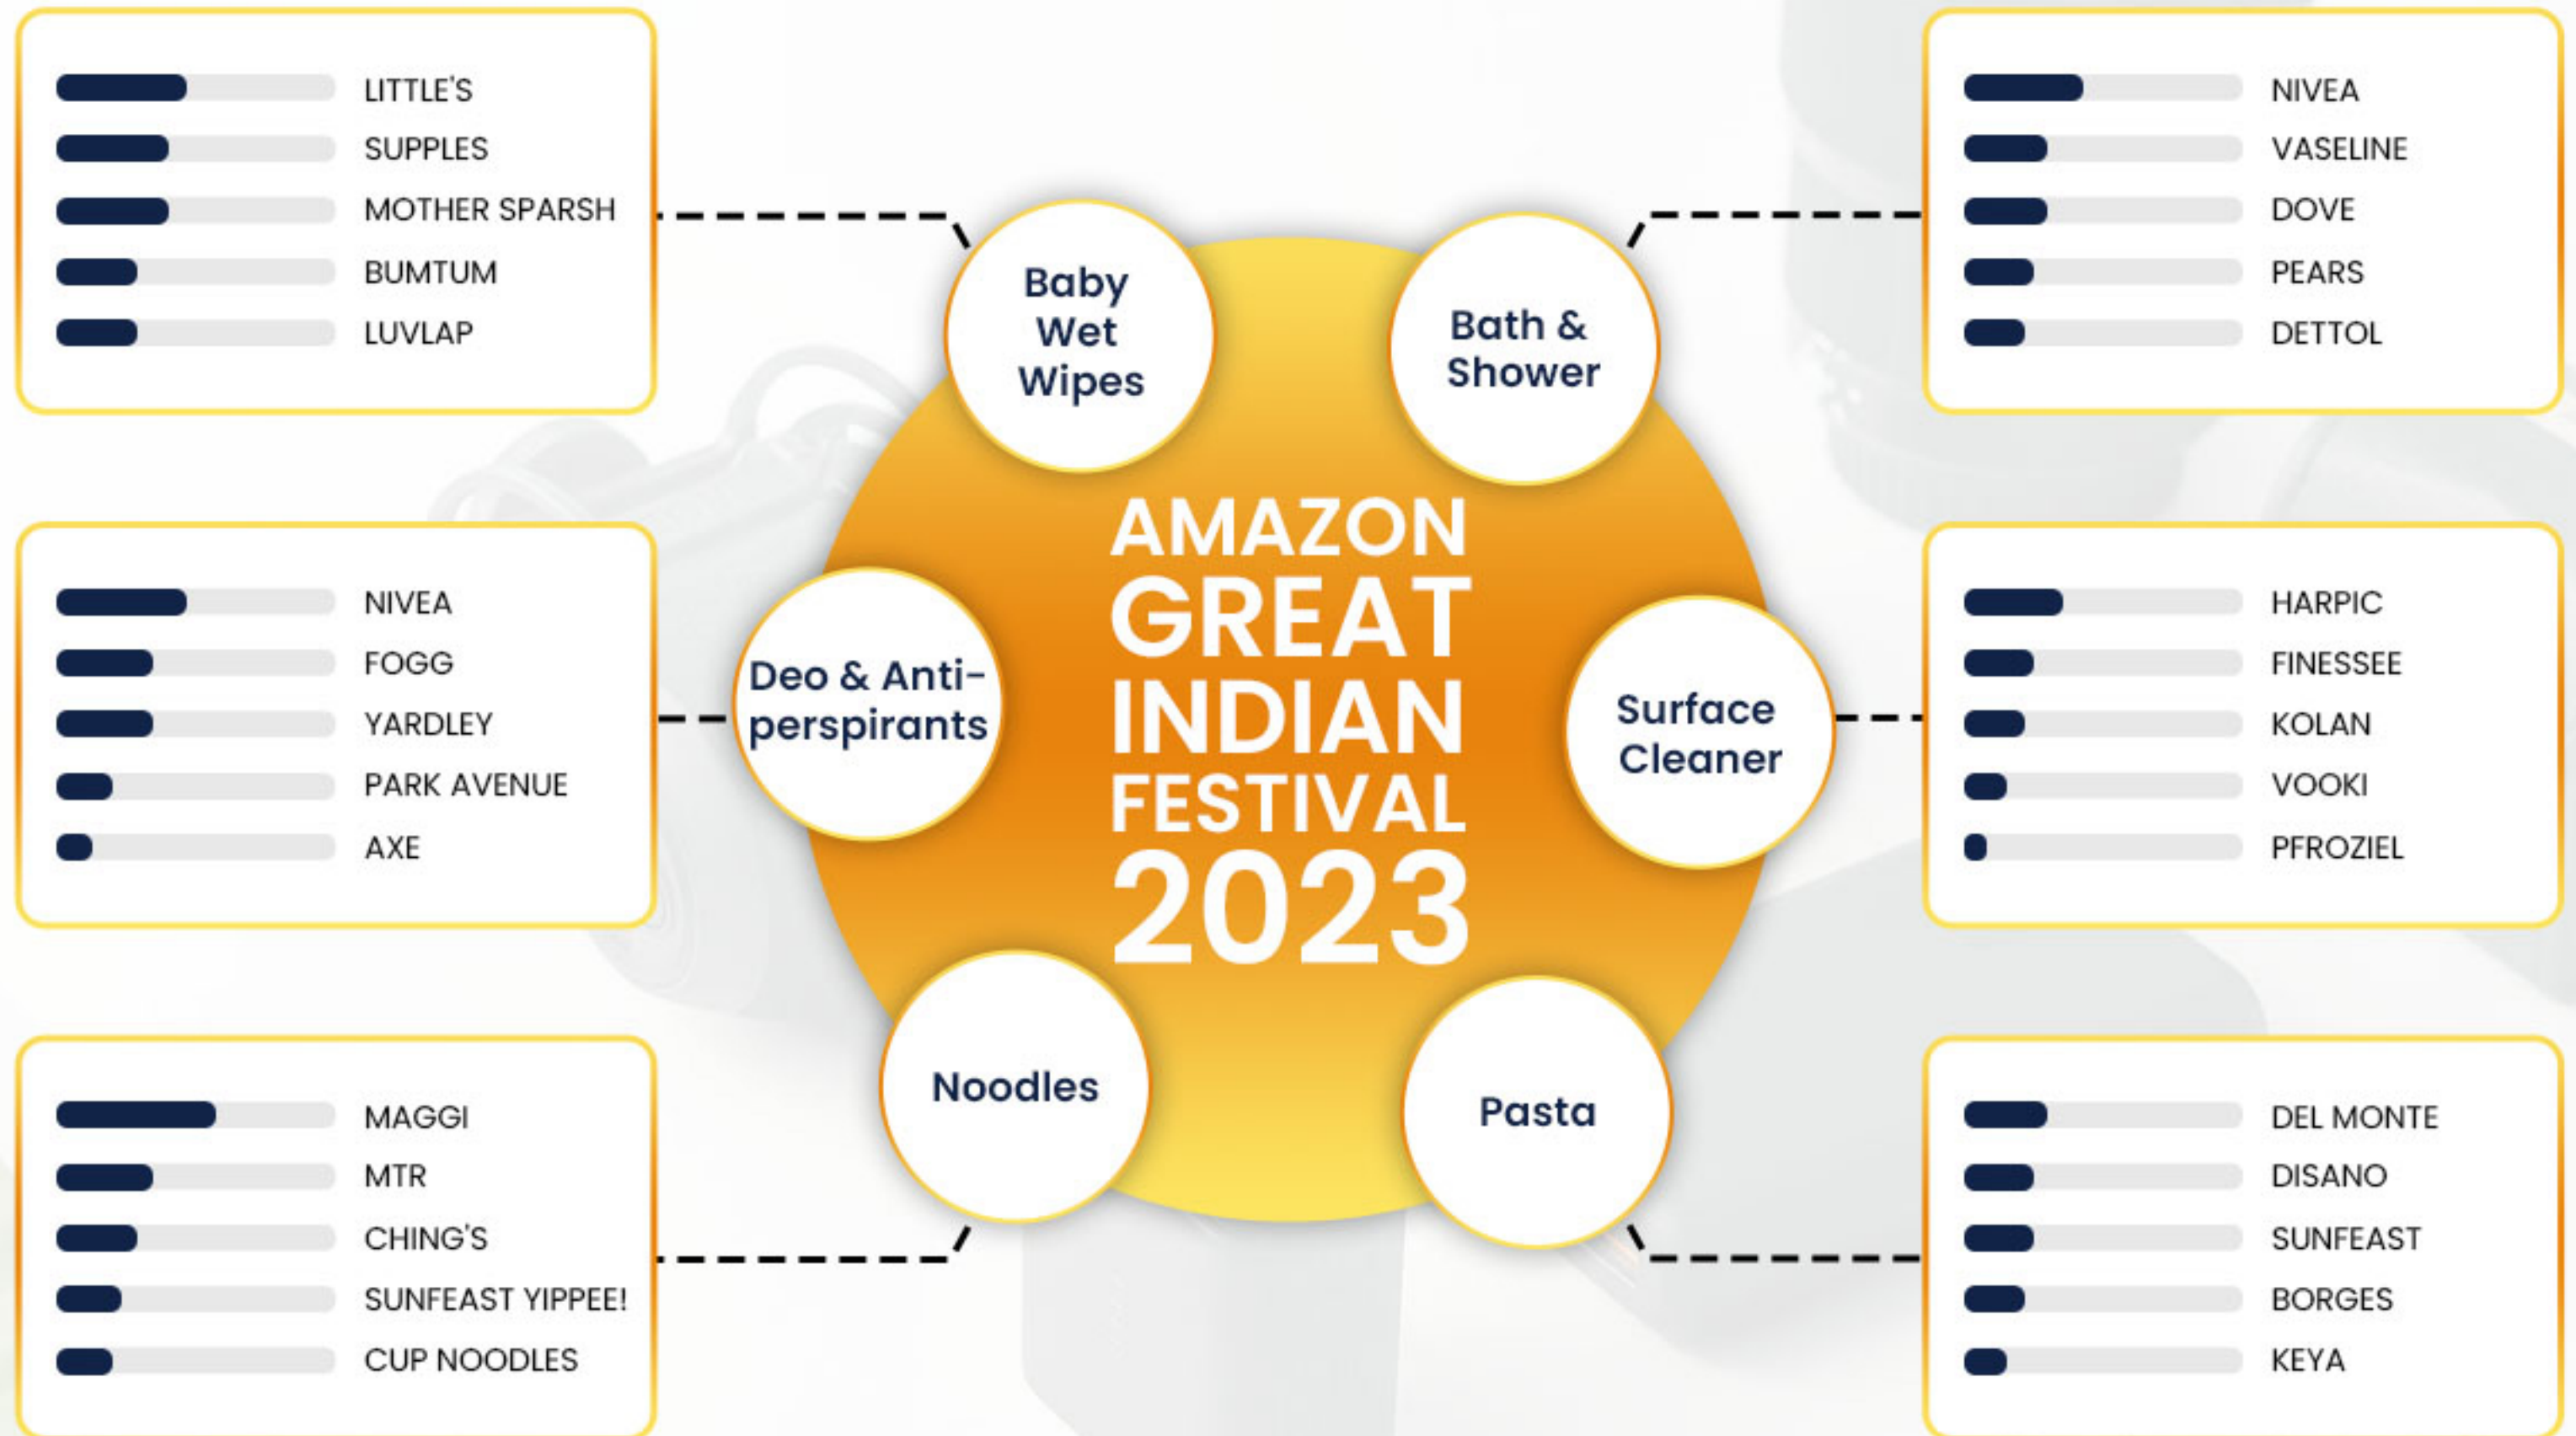 LITTLE'S
SUPPLES
MOTHER SPARSH
BUMTUM
LUVLAP
NIVEA
FOGG
YARDLEY
PARK AVENUE
AXE
MAGGI
MTR
CHING'S
SUNFEAST YIPPEE!
CUP NOODLES
Baby
Wet
Wipes
Deo & Anti-
perspirants
Noodles
AMAZON
GREAT
INDIAN
FESTIVAL
2023
Bath &
Shower
Surface
Cleaner
Pasta
NIVEA
VASELINE
DOVE
PEARS
DETTOL
HARPIC
FINESSEE
KOLAN
VOOKI
PFROZIEL
DEL MONTE
DISANO
SUNFEAST
BORGES
KEYA